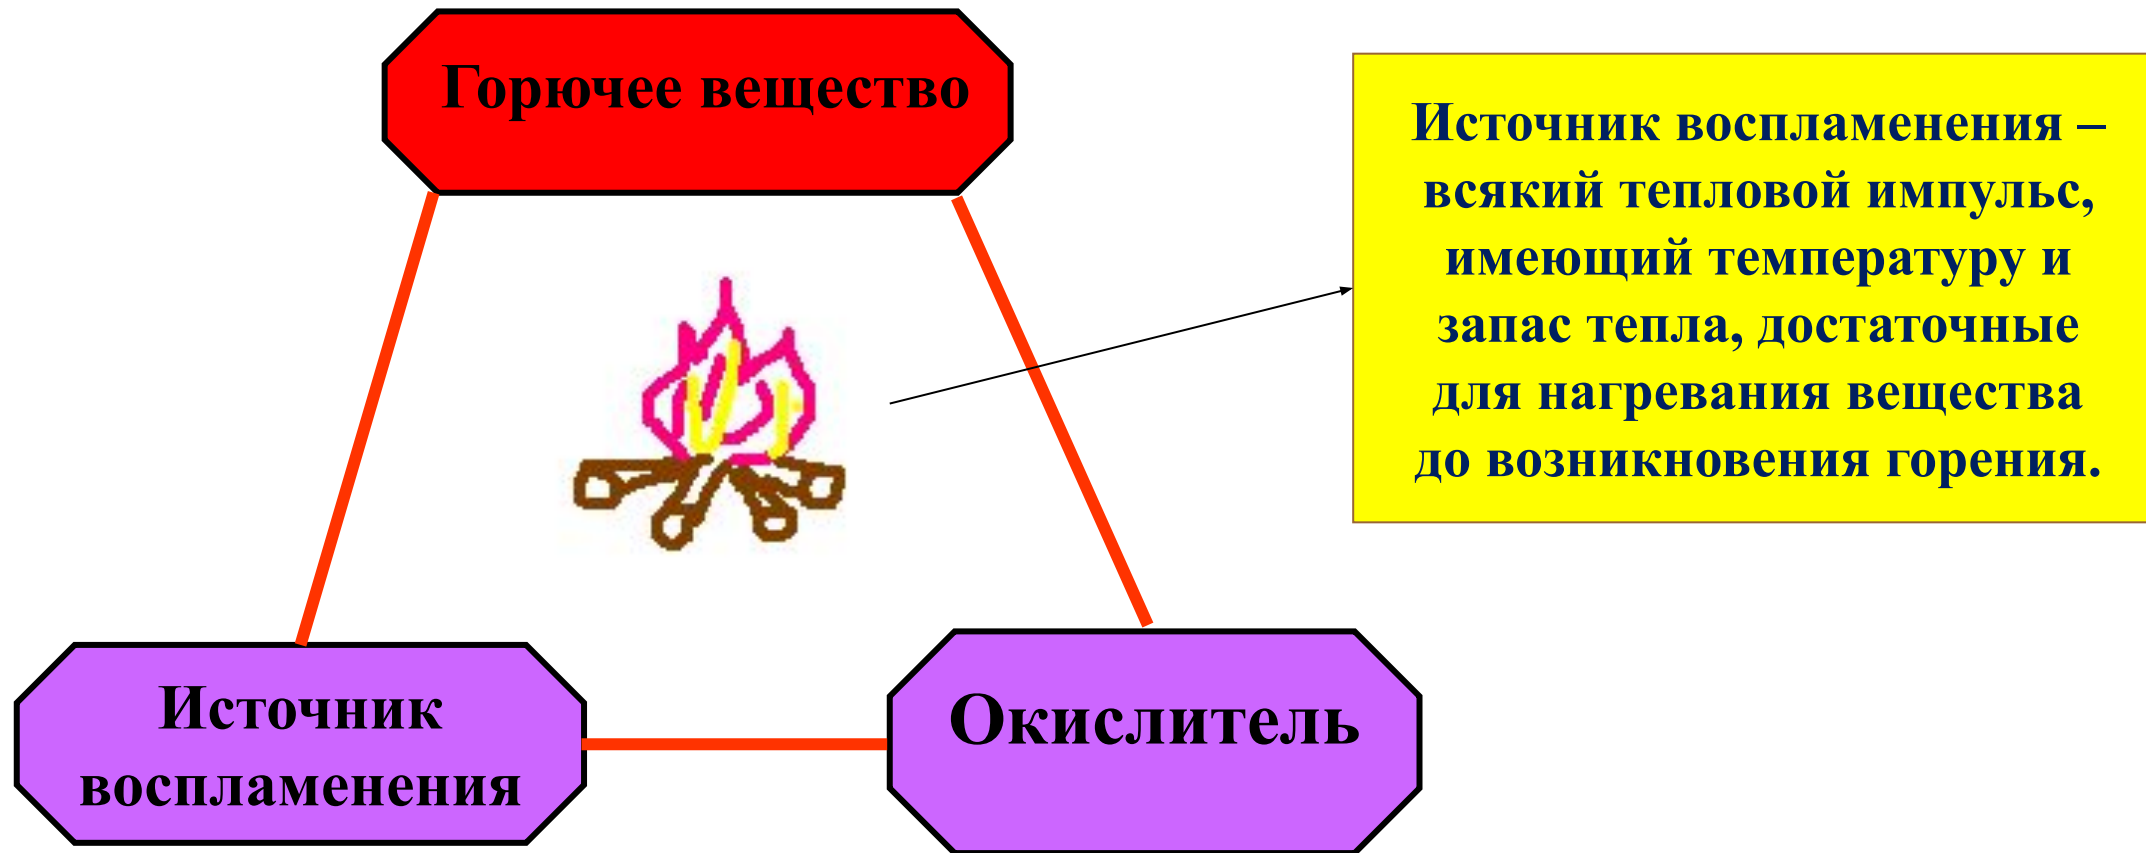 Горючее вещество
Источник воспламенения –
всякий тепловой импульс,
имеющий температуру и
запас тепла, достаточные
для нагревания вещества
до возникновения горения.
Источник
воспламенения
Окислитель